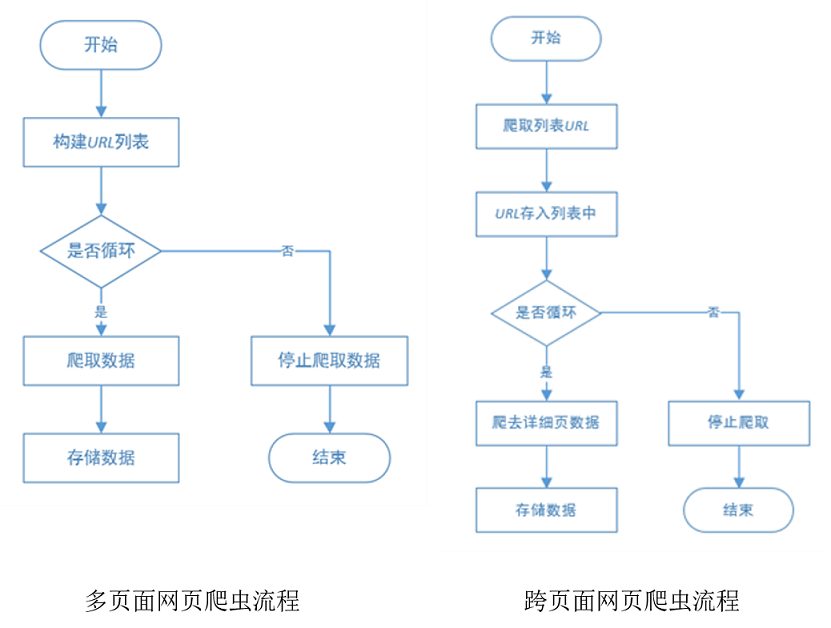 开始
构建URL列表
是否循环
否
是
爬取数据
停止爬取数据
存储数据
结束
多页面网页爬虫流程
开始
爬取列表URL
URL存入列表中
是否循环
否
是
爬去详细页数据
停止爬取
存储数据
结束
跨页面网页爬虫流程